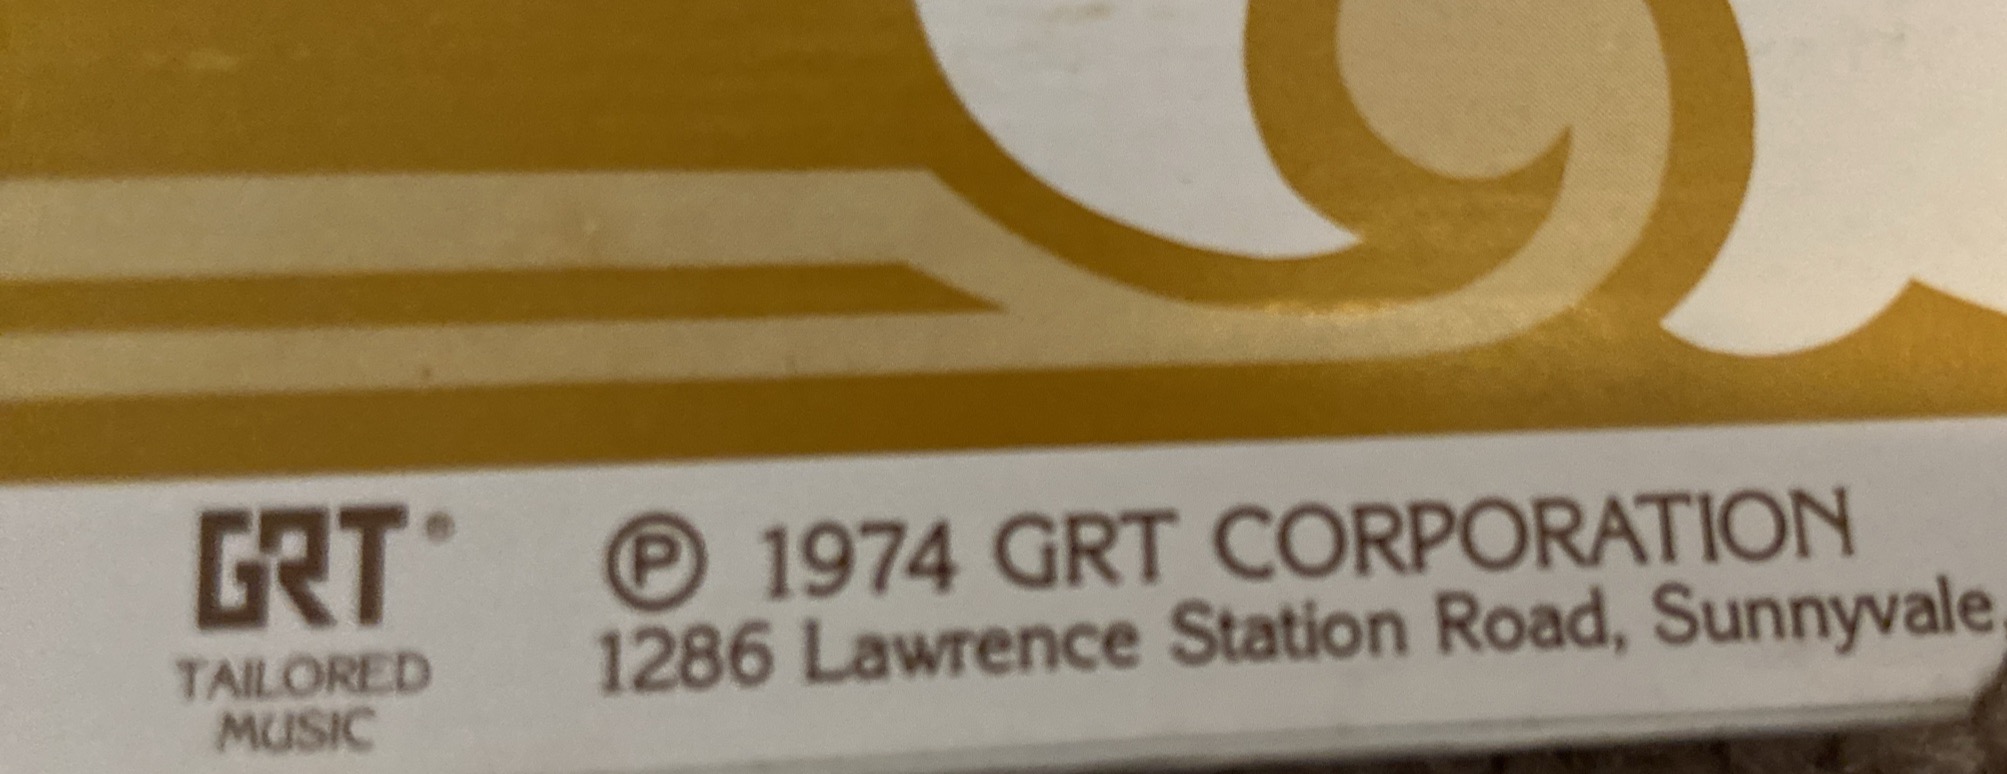 GRT®
TAILORED
MUSIC
℗ 1974 GRT CORPORATION
1286 Lawrence Station Road, Sunnyvale,